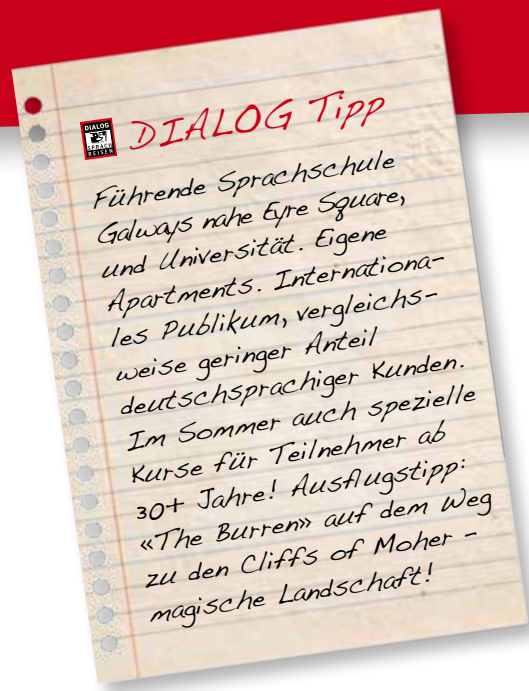 DIALOG
SPRACH
REISEN
DIALOG Tipp
Führende Sprachschule
Galways nahe Eyre Square,
und Universität. Eigene
Apartments. Internationa-
les Publikum, vergleichs-
weise geringer Anteil
deutschsprachiger Kunden.
Im Sommer auch spezielle
Kurse für Teilnehmer ab
30+ Jahre! Ausflugstipp:
«The Burren» auf dem Weg
zu den Cliffs of Moher –
magische Landschaft!